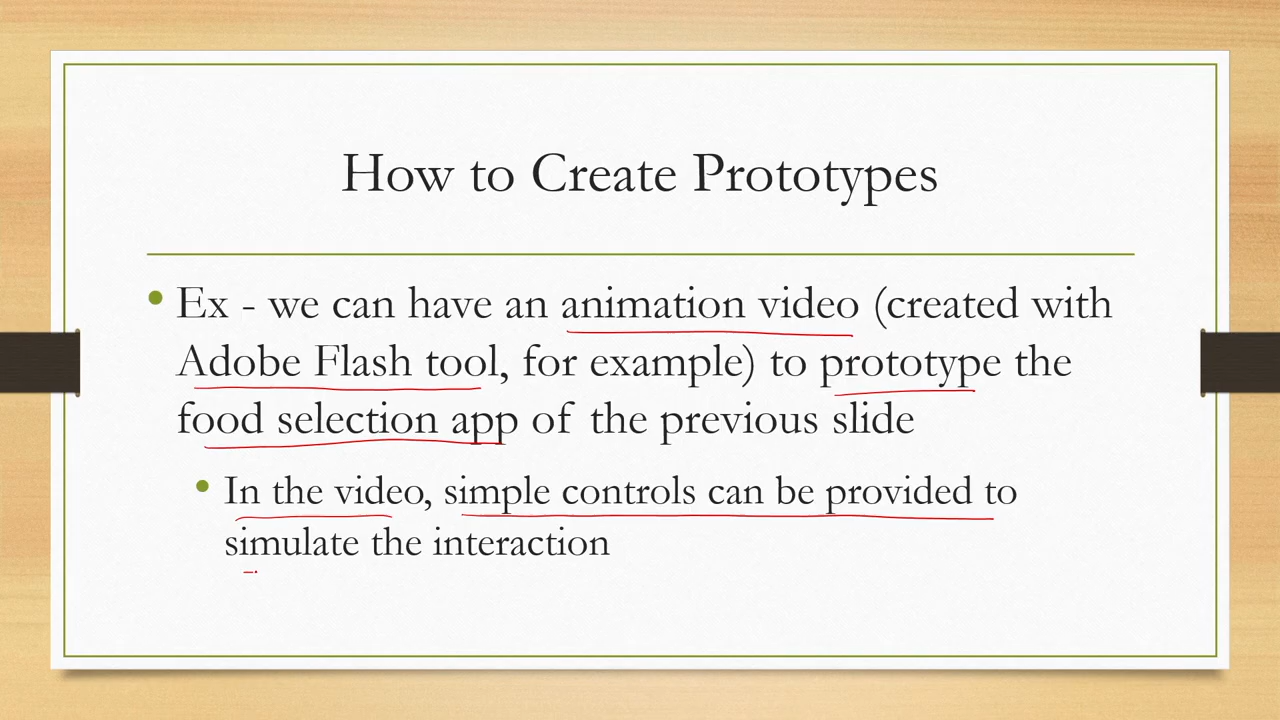 How to Create Prototypes
• Ex - we can have an animation video (created with
Adobe Flash tool, for example) to prototype the
food selection app of the previous slide
• In the video, simple controls can be provided to
simulate the interaction